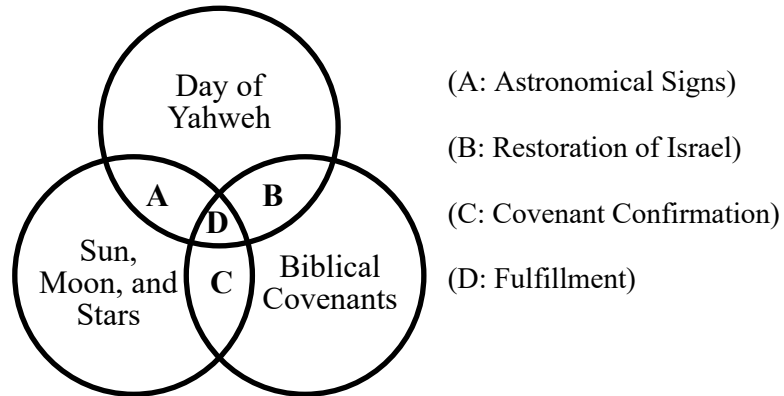 Day of
Yahweh
(A: Astronomical Signs)
(B: Restoration of Israel)
A
B
D
(C: Covenant Confirmation)
Sun,
Moon, and
Stars
C
Biblical
Covenants
(D: Fulfillment)